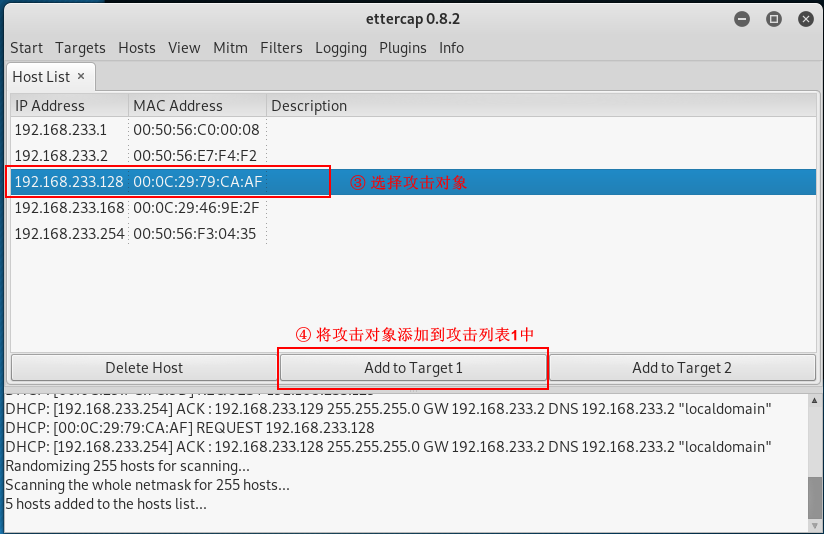 ettercap 0.8.2
Start Targets Hosts View Mitm Filters Logging Plugins Info
Host List ×
IP Address MAC Address Description
192.168.233.1 00:50:56:C0:00:08
192.168.233.2 00:50:56:E7:F4:F2
192.168.233.128 00:0C:29:79:CA:AF ③ 选择攻击对象
192.168.233.168 00:0C:29:46:9E:2F
192.168.233.254 00:50:56:F3:04:35
④ 将攻击对象添加到攻击列表1中
Delete Host Add to Target 1 Add to Target 2
DHCP: [192.168.233.254] ACK : 192.168.233.129 255.255.255.0 GW 192.168.233.2 DNS 192.168.233.2 "localdomain"
DHCP: [00:0C:29:79:CA:AF] REQUEST 192.168.233.128
DHCP: [192.168.233.254] ACK : 192.168.233.128 255.255.255.0 GW 192.168.233.2 DNS 192.168.233.2 "localdomain"
Randomizing 255 hosts for scanning...
Scanning the whole netmask for 255 hosts...
5 hosts added to the hosts list...